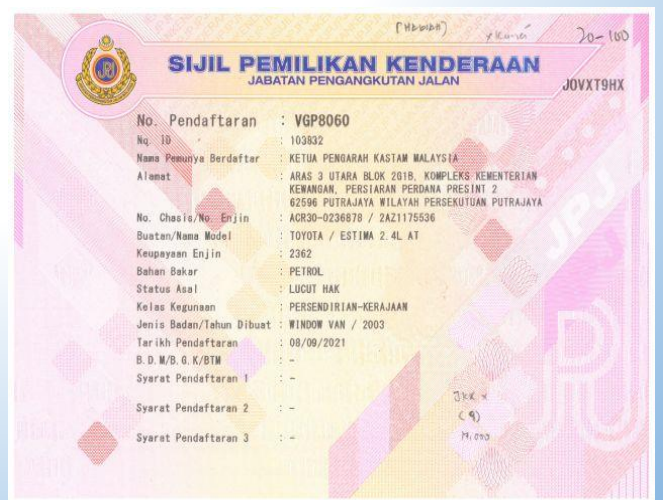 20-100
SIJIL PEMILIKAN KENDERAAN
JABATAN PENGANGKUTAN JALAN
JOVXT9HX
No. Pendaftaran : VGP8060
No. ID : 103832
Nama Pemunya Berdaftar : KETUA PENGARAH KASTAM MALAYSIA
Alamat : ARAS 3 UTARA BLOK 2G1B, KOMPLEKS KEMENTERIAN
KEWANGAN, PERSIARAN PERDANA PRESINT 2
62596 PUTRAJAYA WILAYAH PERSEKUTUAN PUTRAJAYA
No. Chasis/No. Enjin : ACR30-0236878 / 2AZ1175536
Buatan/Nama Model : TOYOTA / ESTIMA 2.4L AT
Keupayaan Enjin : 2362
Bahan Bakar : PETROL
Status Asal : LUCUT HAK
Kelas Kegunaan : PERSENDIRIAN-KERAJAAN
Jenis Badan/Tahun Dibuat : WINDOW VAN / 2003
Tarikh Pendaftaran : 08/09/2021
B.D.M/B.G.K/BTM : -
Syarat Pendaftaran 1 : -
Syarat Pendaftaran 2 : -
Syarat Pendaftaran 3 : -
JPJ